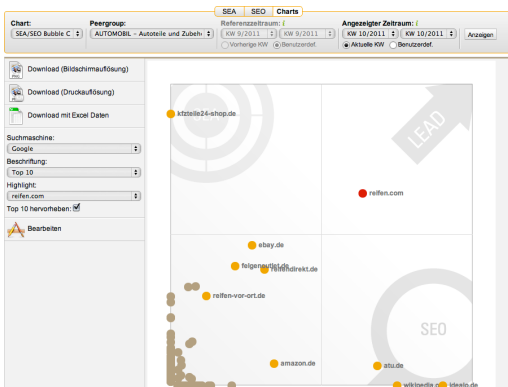 SEA SEO Charts
Chart: Peergroup: Referenzzeitraum: i Angezeigter Zeitraum: i
SEA/SEO Bubble C AUTOMOBIL - Autoteile und Zubeh KW 9/2011 KW 9/2011 KW 10/2011 KW 10/2011 Anzeigen
Vorherige KW Benutzerdef. Aktuelle KW Benutzerdef.
Download (Bildschirmauflösung)
Download (Druckauflösung)
Download mit Excel Daten
Suchmaschine:
Google
Beschriftung:
Top 10
Highlight:
reifen.com
Top 10 hervorheben:
Bearbeiten
kfzteile24-shop.de
LEAD
reifen.com
ebay.de
felgenoutlet.de
reifendirekt.de
reifen-vor-ort.de
SEO
amazon.de
atu.de
wikipedia.o
idealo.de